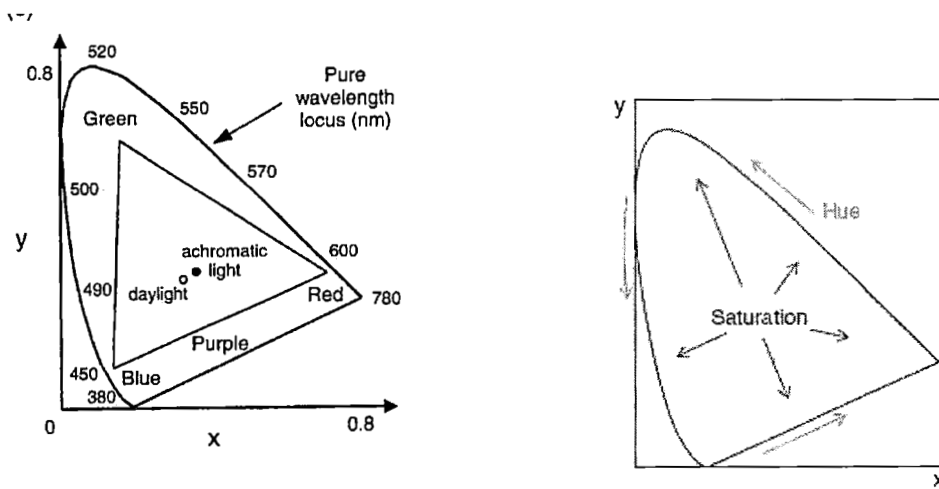 520
0.8
Pure
wavelength
locus (nm)
550
Green
570
500
y
achromatic
light
600
daylight
490
Red
780
Purple
450
Blue
380
0
x
0.8
y
Hue
Saturation
x